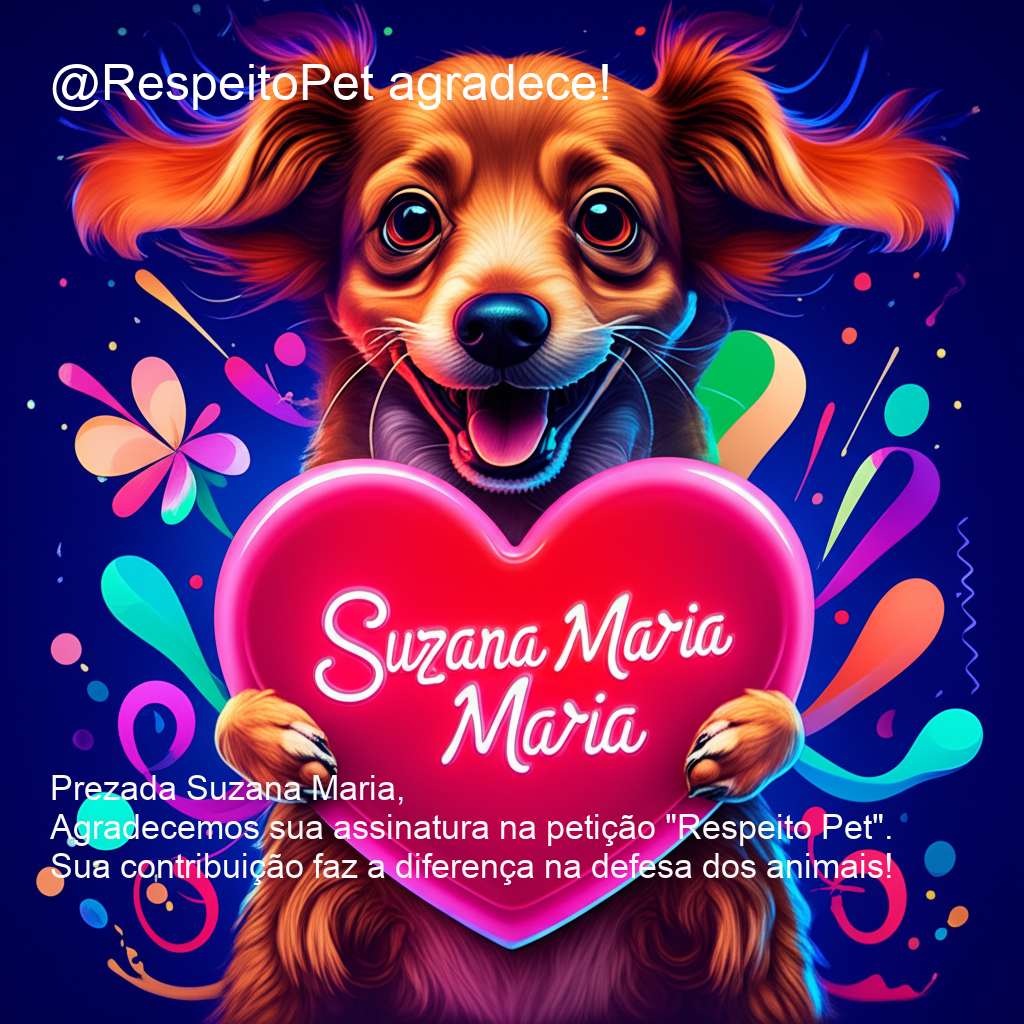 @RespeitoPet agradece!
Suzana Maria
Maria
Prezada Suzana Maria,
Agradecemos sua assinatura na petição "Respeito Pet".
Sua contribuição faz a diferença na defesa dos animais!